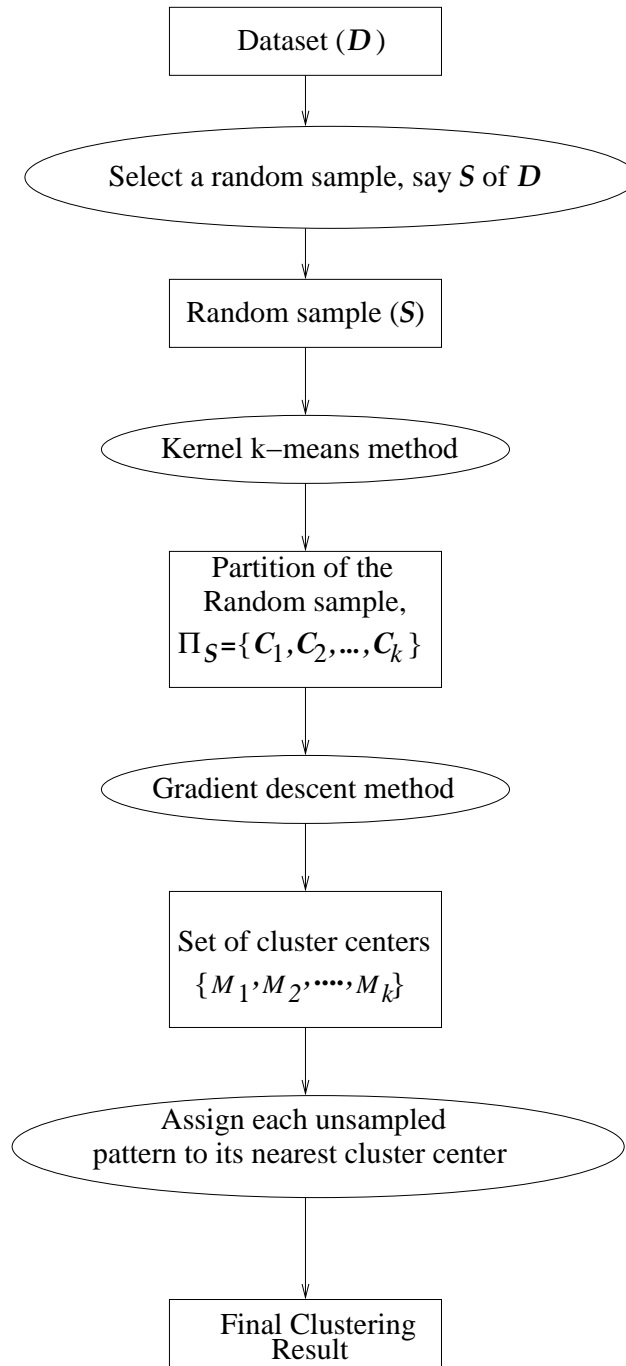 Dataset (D)
Select a random sample, say S of D
Random sample (S)
Kernel k−means method
Partition of the
Random sample,
Π_S={C_1,C_2,...,C_k}
Gradient descent method
Set of cluster centers
{M_1,M_2,....,M_k}
Assign each unsampled
pattern to its nearest cluster center
Final Clustering
Result